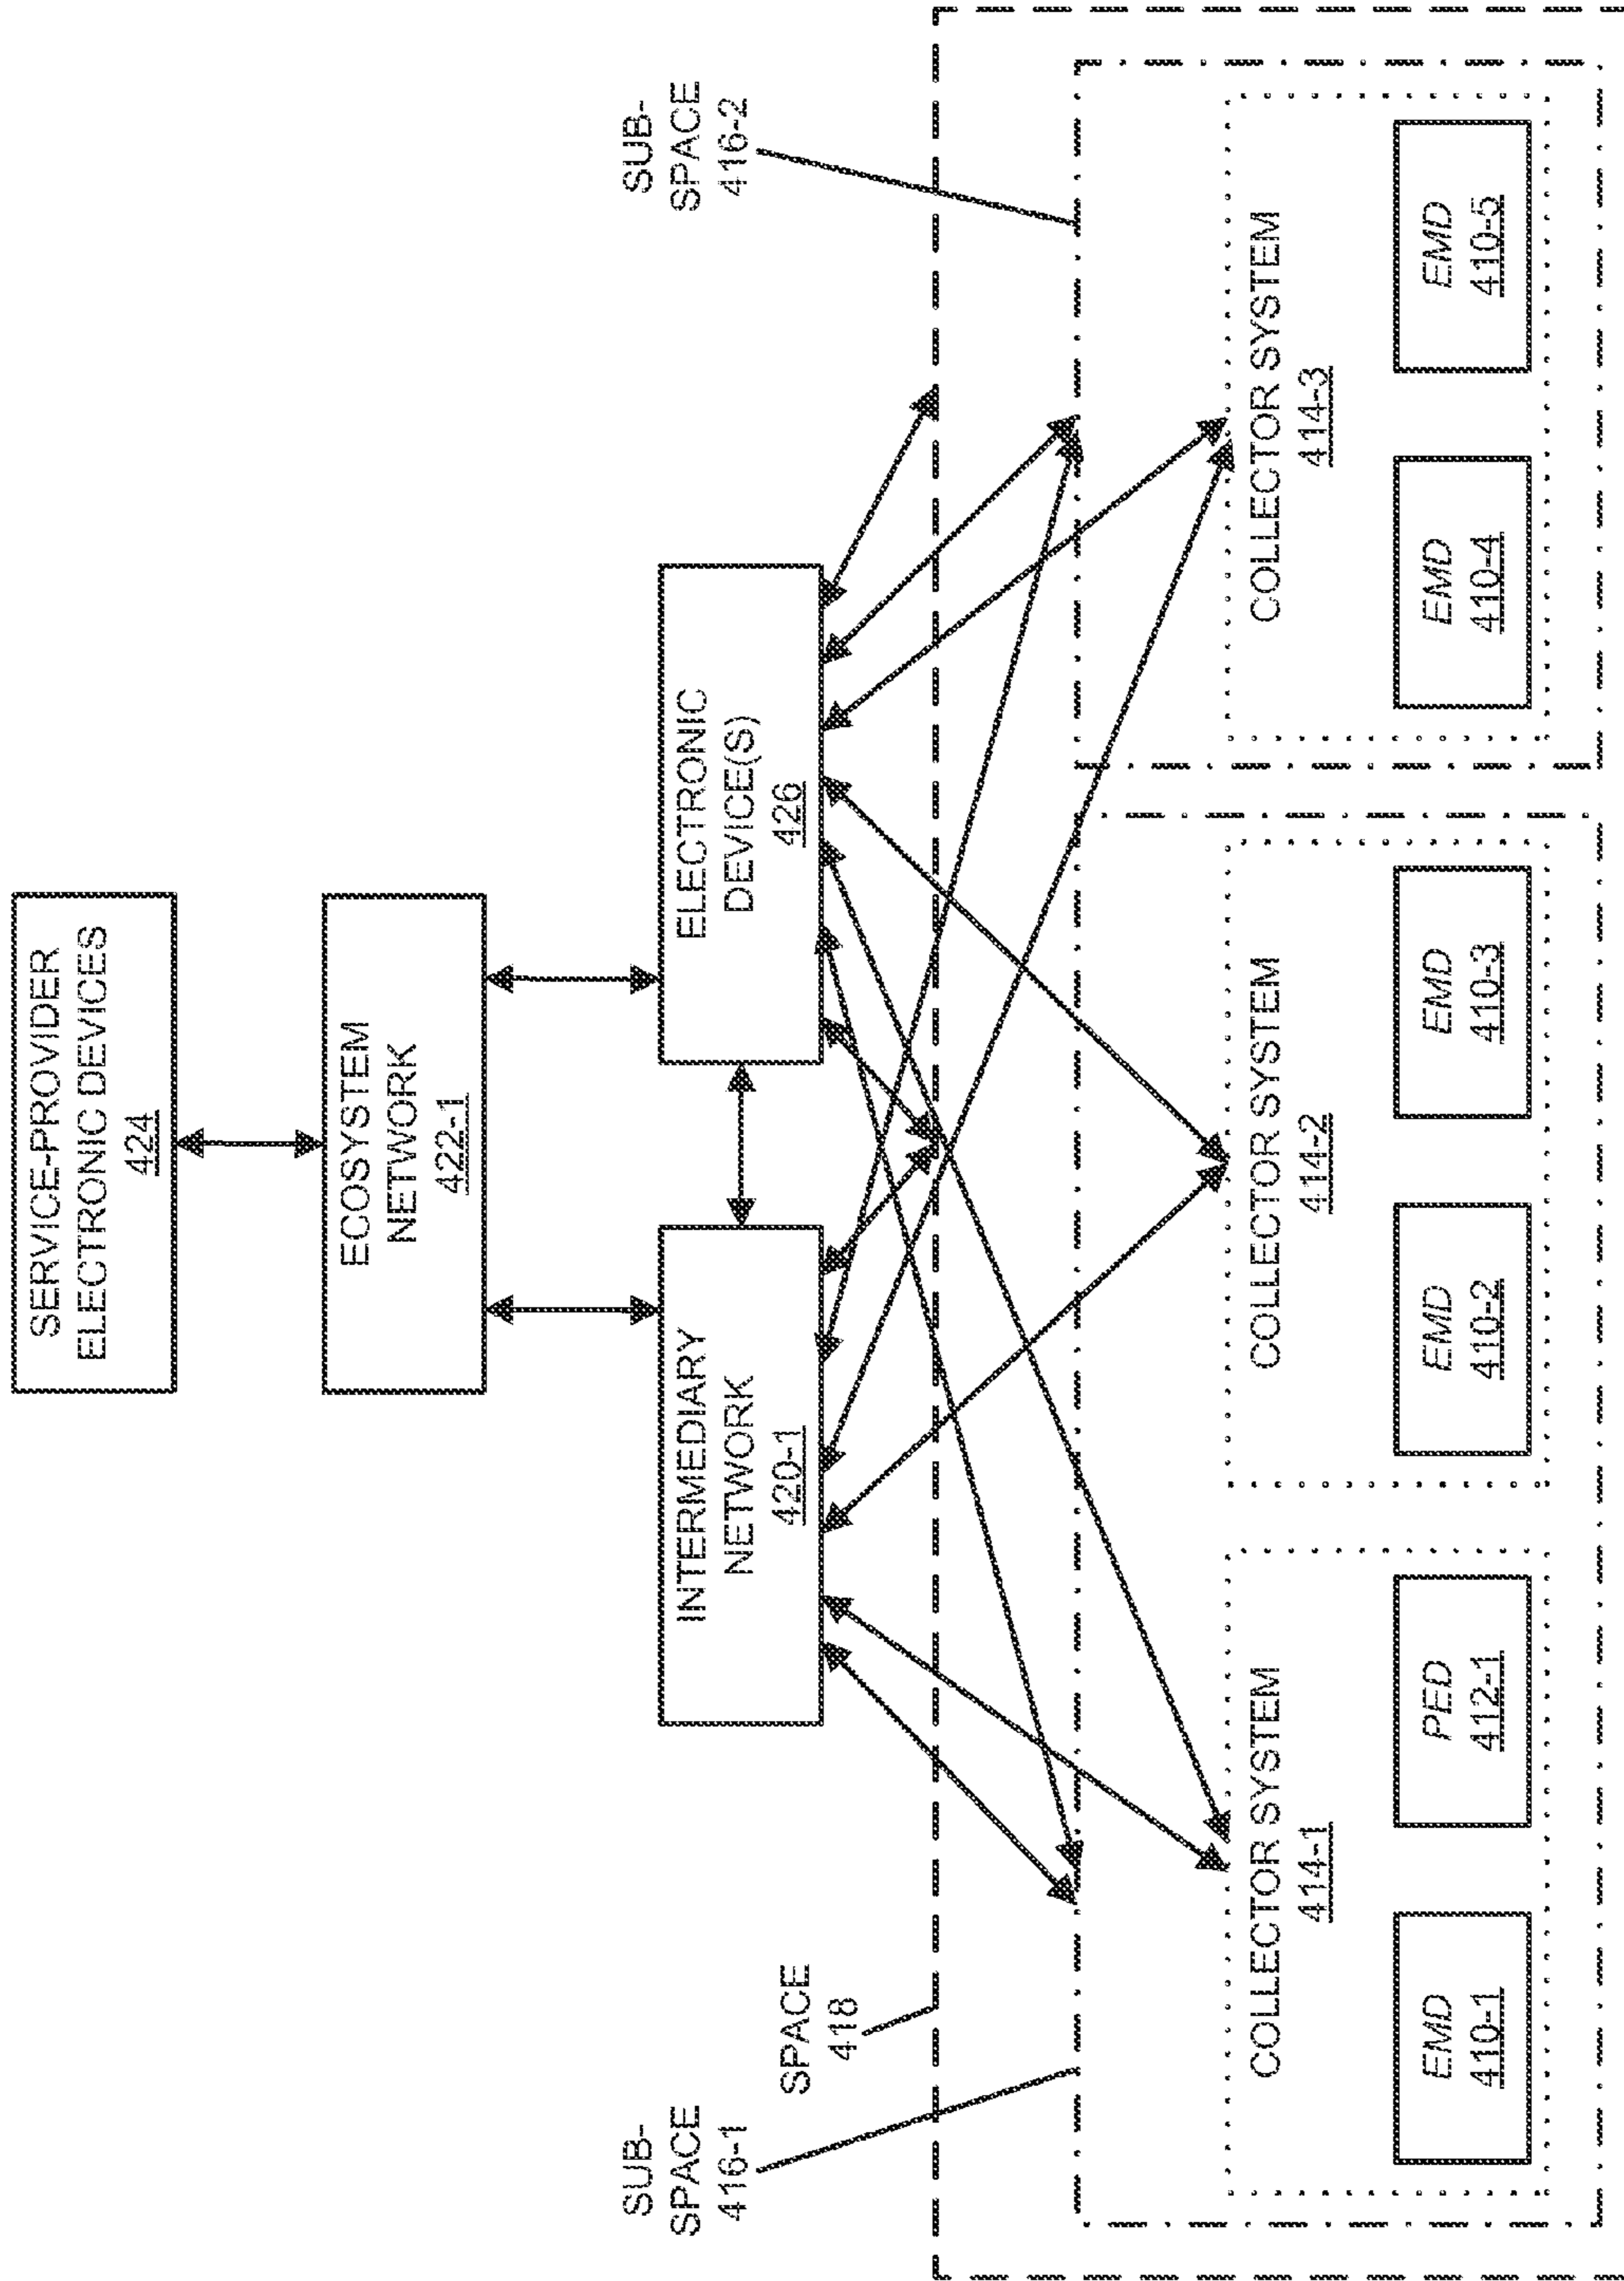 SERVICE-PROVIDER
ELECTRONIC DEVICES
424
ECOSYSTEM
NETWORK
422-1
INTERMEDIARY
NETWORK
420-1
ELECTRONIC
DEVICE(S)
426
SUB-
SPACE
416-1
SPACE
418
SUB-
SPACE
416-2
COLLECTOR SYSTEM
414-1
EMD
410-1
PED
412-1
COLLECTOR SYSTEM
414-2
EMD
410-2
EMD
410-3
COLLECTOR SYSTEM
414-3
EMD
410-4
EMD
410-5